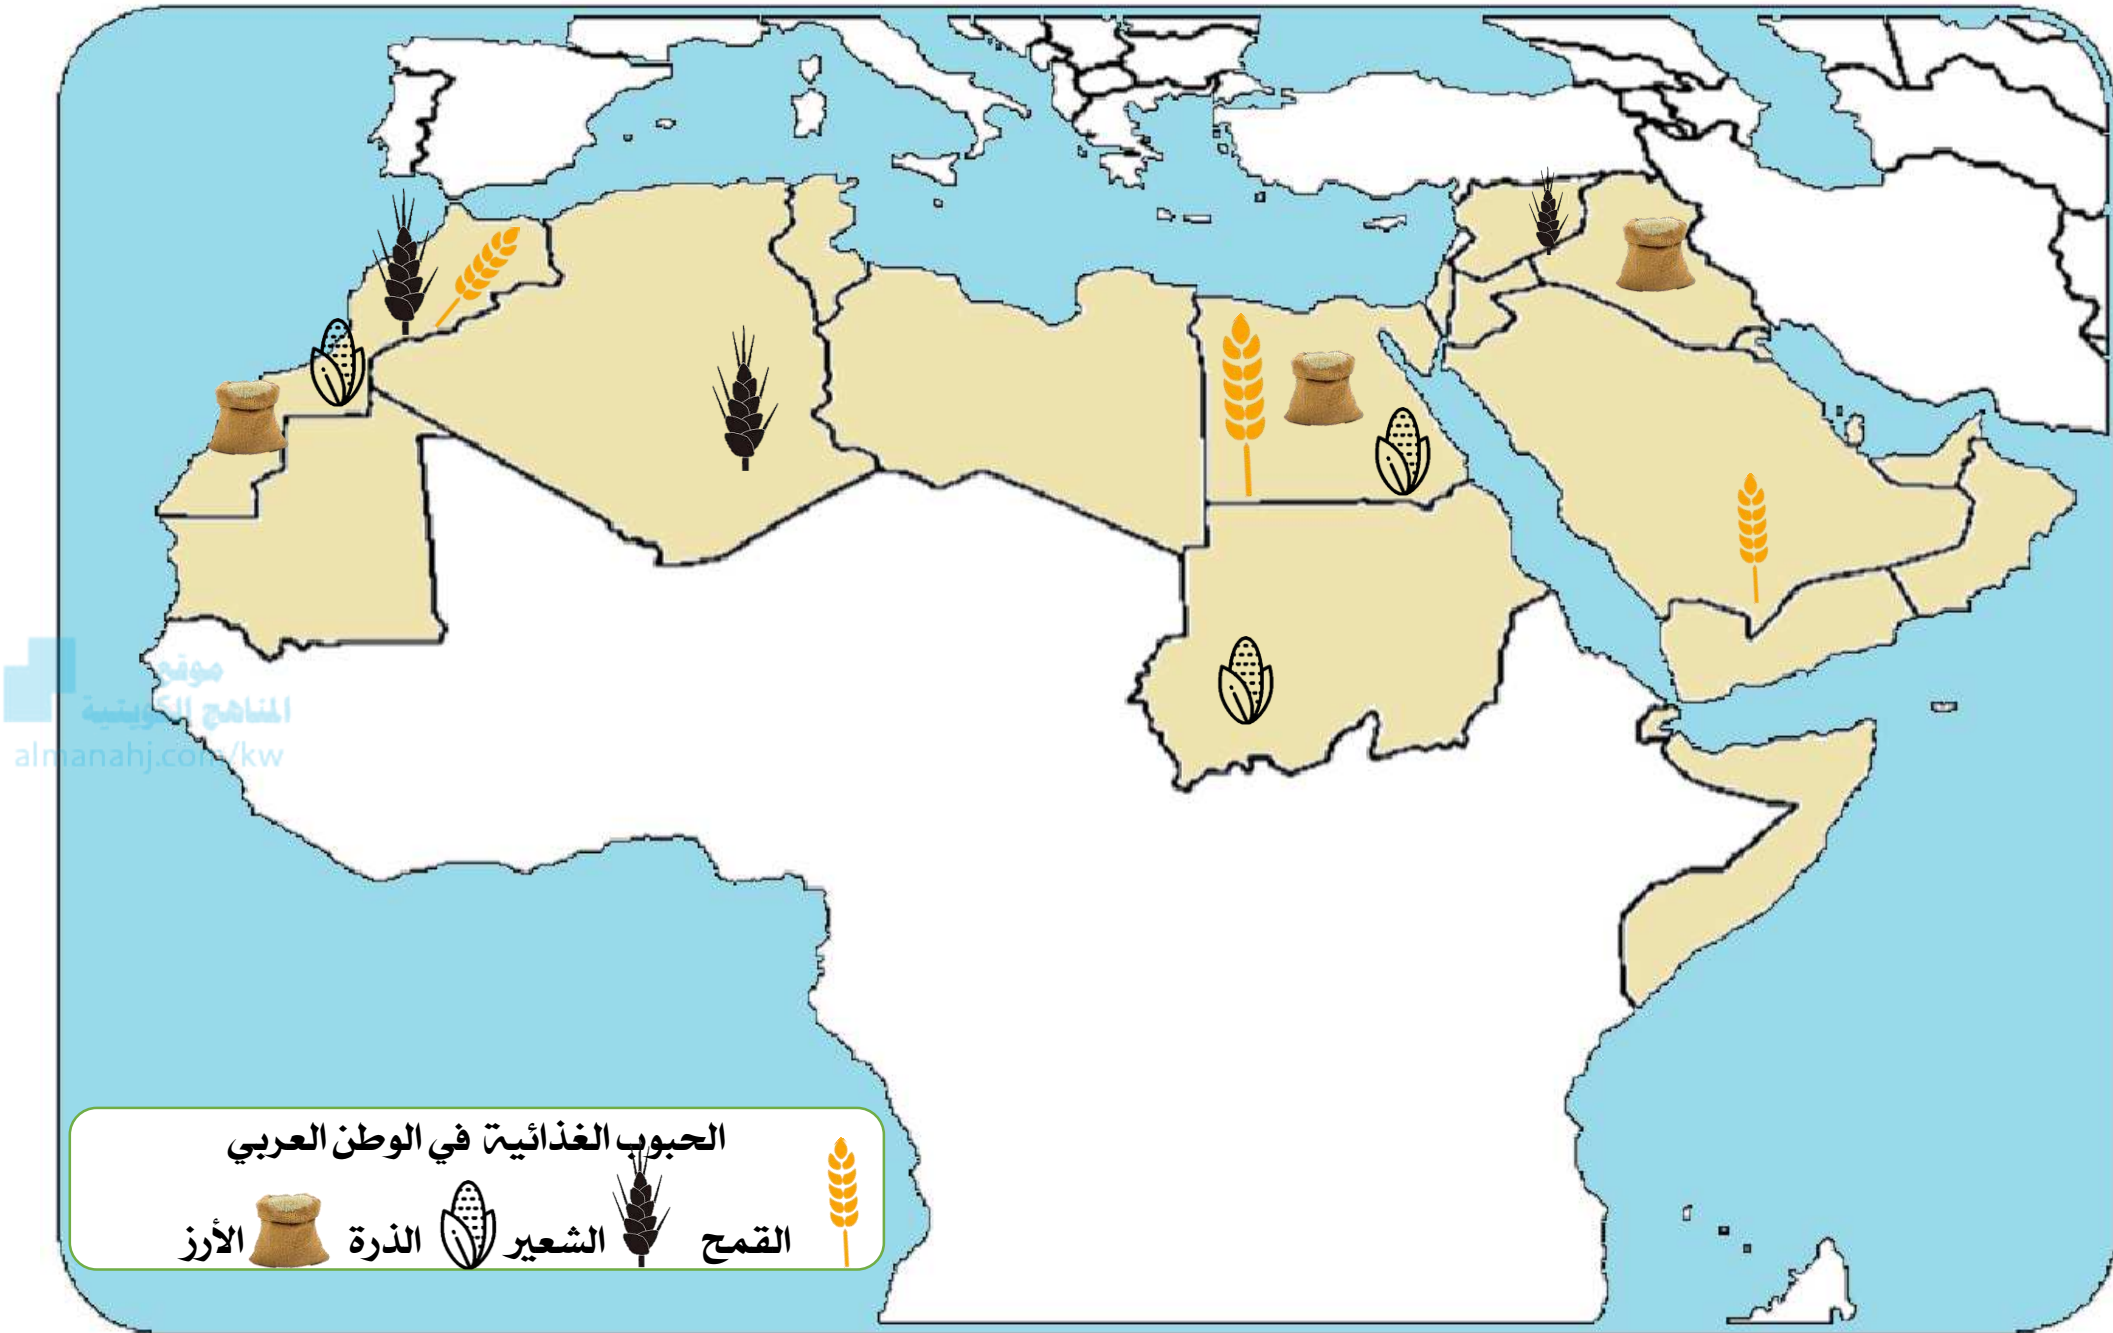 موقع
المناهج الكويتية
almanahj.com/kw
الحبوب الغذائية في الوطن العربي
القمح الشعير الذرة الأرز